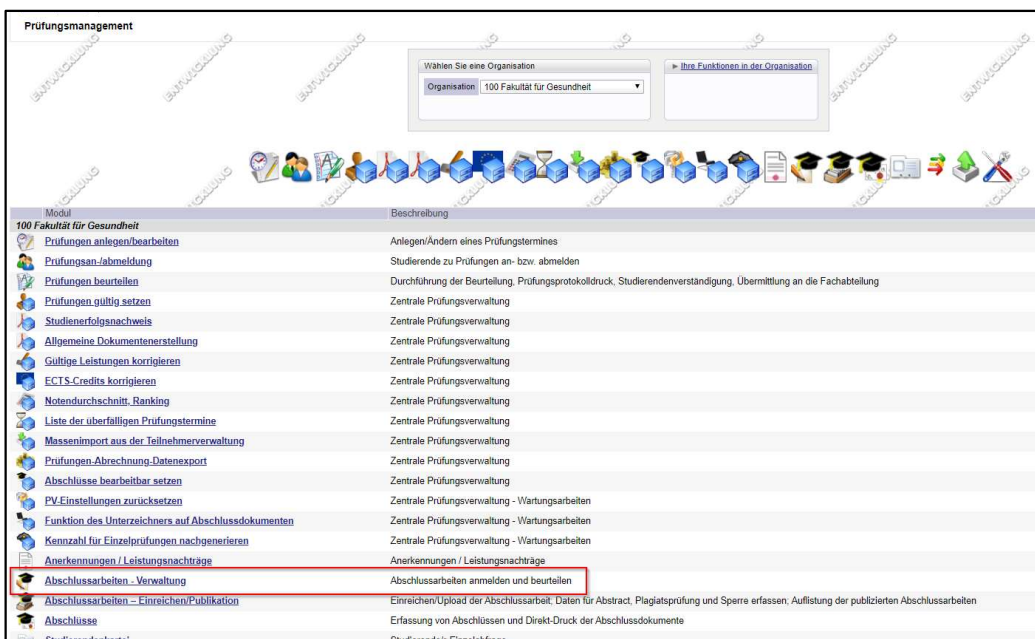 Prüfungsmanagement
ENTWICKLUNG ENTWICKLUNG ENTWICKLUNG ENTWICKLUNG ENTWICKLUNG
Wählen Sie eine Organisation
► Ihre Funktionen in der Organisation
Organisation 100 Fakultät für Gesundheit ▼
Modul Beschreibung
100 Fakultät für Gesundheit
Prüfungen anlegen/bearbeiten Anlegen/Ändern eines Prüfungstermines
Prüfungsan-/abmeldung Studierende zu Prüfungen an- bzw. abmelden
Prüfungen beurteilen Durchführung der Beurteilung, Prüfungsprotokolldruck, Studierendenverständigung, Übermittlung an die Fachabteilung
Prüfungen gültig setzen Zentrale Prüfungsverwaltung
Studienerfolgsnachweis Zentrale Prüfungsverwaltung
Allgemeine Dokumentenerstellung Zentrale Prüfungsverwaltung
Gültige Leistungen korrigieren Zentrale Prüfungsverwaltung
ECTS-Credits korrigieren Zentrale Prüfungsverwaltung
Notendurchschnitt, Ranking Zentrale Prüfungsverwaltung
Liste der überfälligen Prüfungstermine Zentrale Prüfungsverwaltung
Massenimport aus der Teilnehmerverwaltung Zentrale Prüfungsverwaltung
Prüfungen-Abrechnung-Datenexport Zentrale Prüfungsverwaltung
Abschlüsse bearbeitbar setzen Zentrale Prüfungsverwaltung
PV-Einstellungen zurücksetzen Zentrale Prüfungsverwaltung - Wartungsarbeiten
Funktion des Unterzeichners auf Abschlussdokumenten Zentrale Prüfungsverwaltung - Wartungsarbeiten
Kennzahl für Einzelprüfungen nachgenerieren Zentrale Prüfungsverwaltung - Wartungsarbeiten
Anerkennungen / Leistungsnachträge Anerkennungen / Leistungsnachträge
Abschlussarbeiten - Verwaltung Abschlussarbeiten anmelden und beurteilen
Abschlussarbeiten – Einreichen/Publikation Einreichen/Upload der Abschlussarbeit; Daten für Abstract, Plagiatsprüfung und Sperre erfassen; Auflistung der publizierten Abschlussarbeiten
Abschlüsse Erfassung von Abschlüssen und Direkt-Druck der Abschlussdokumente